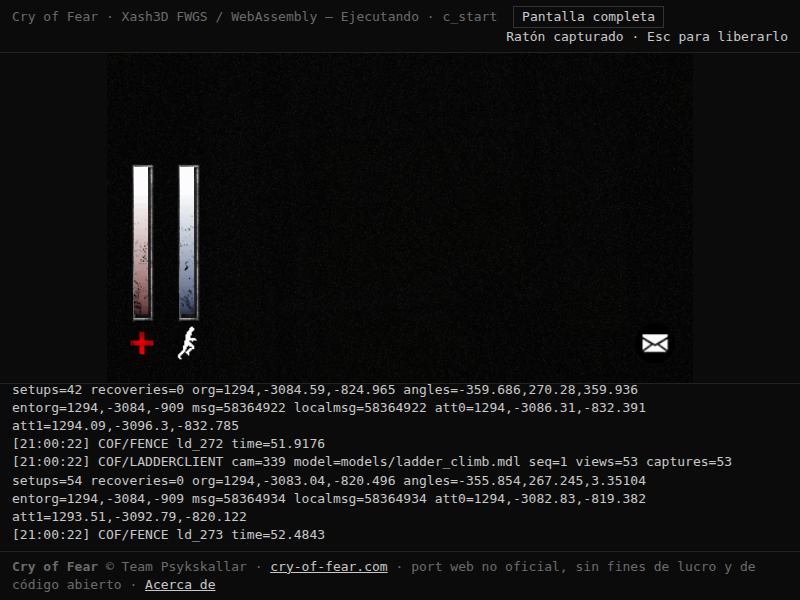 Cry of Fear · Xash3D FWGS / WebAssembly — Ejecutando · c_start Pantalla completa
Ratón capturado · Esc para liberarlo
setups=42 recoveries=0 org=1294,-3084.59,-824.965 angles=-359.686,270.28,359.936
entorg=1294,-3084,-909 msg=58364922 localmsg=58364922 att0=1294,-3086.31,-832.391
att1=1294.09,-3096.3,-832.785
[21:00:22] COF/FENCE ld_272 time=51.9176
[21:00:22] COF/LADDERCLIENT cam=339 model=models/ladder_climb.mdl seq=1 views=53 captures=53
setups=54 recoveries=0 org=1294,-3083.04,-820.496 angles=-355.854,267.245,3.35104
entorg=1294,-3084,-909 msg=58364934 localmsg=58364934 att0=1294,-3082.83,-819.382
att1=1293.51,-3092.79,-820.122
[21:00:22] COF/FENCE ld_273 time=52.4843
Cry of Fear © Team Psykskallar · cry-of-fear.com · port web no oficial, sin fines de lucro y de
código abierto · Acerca de